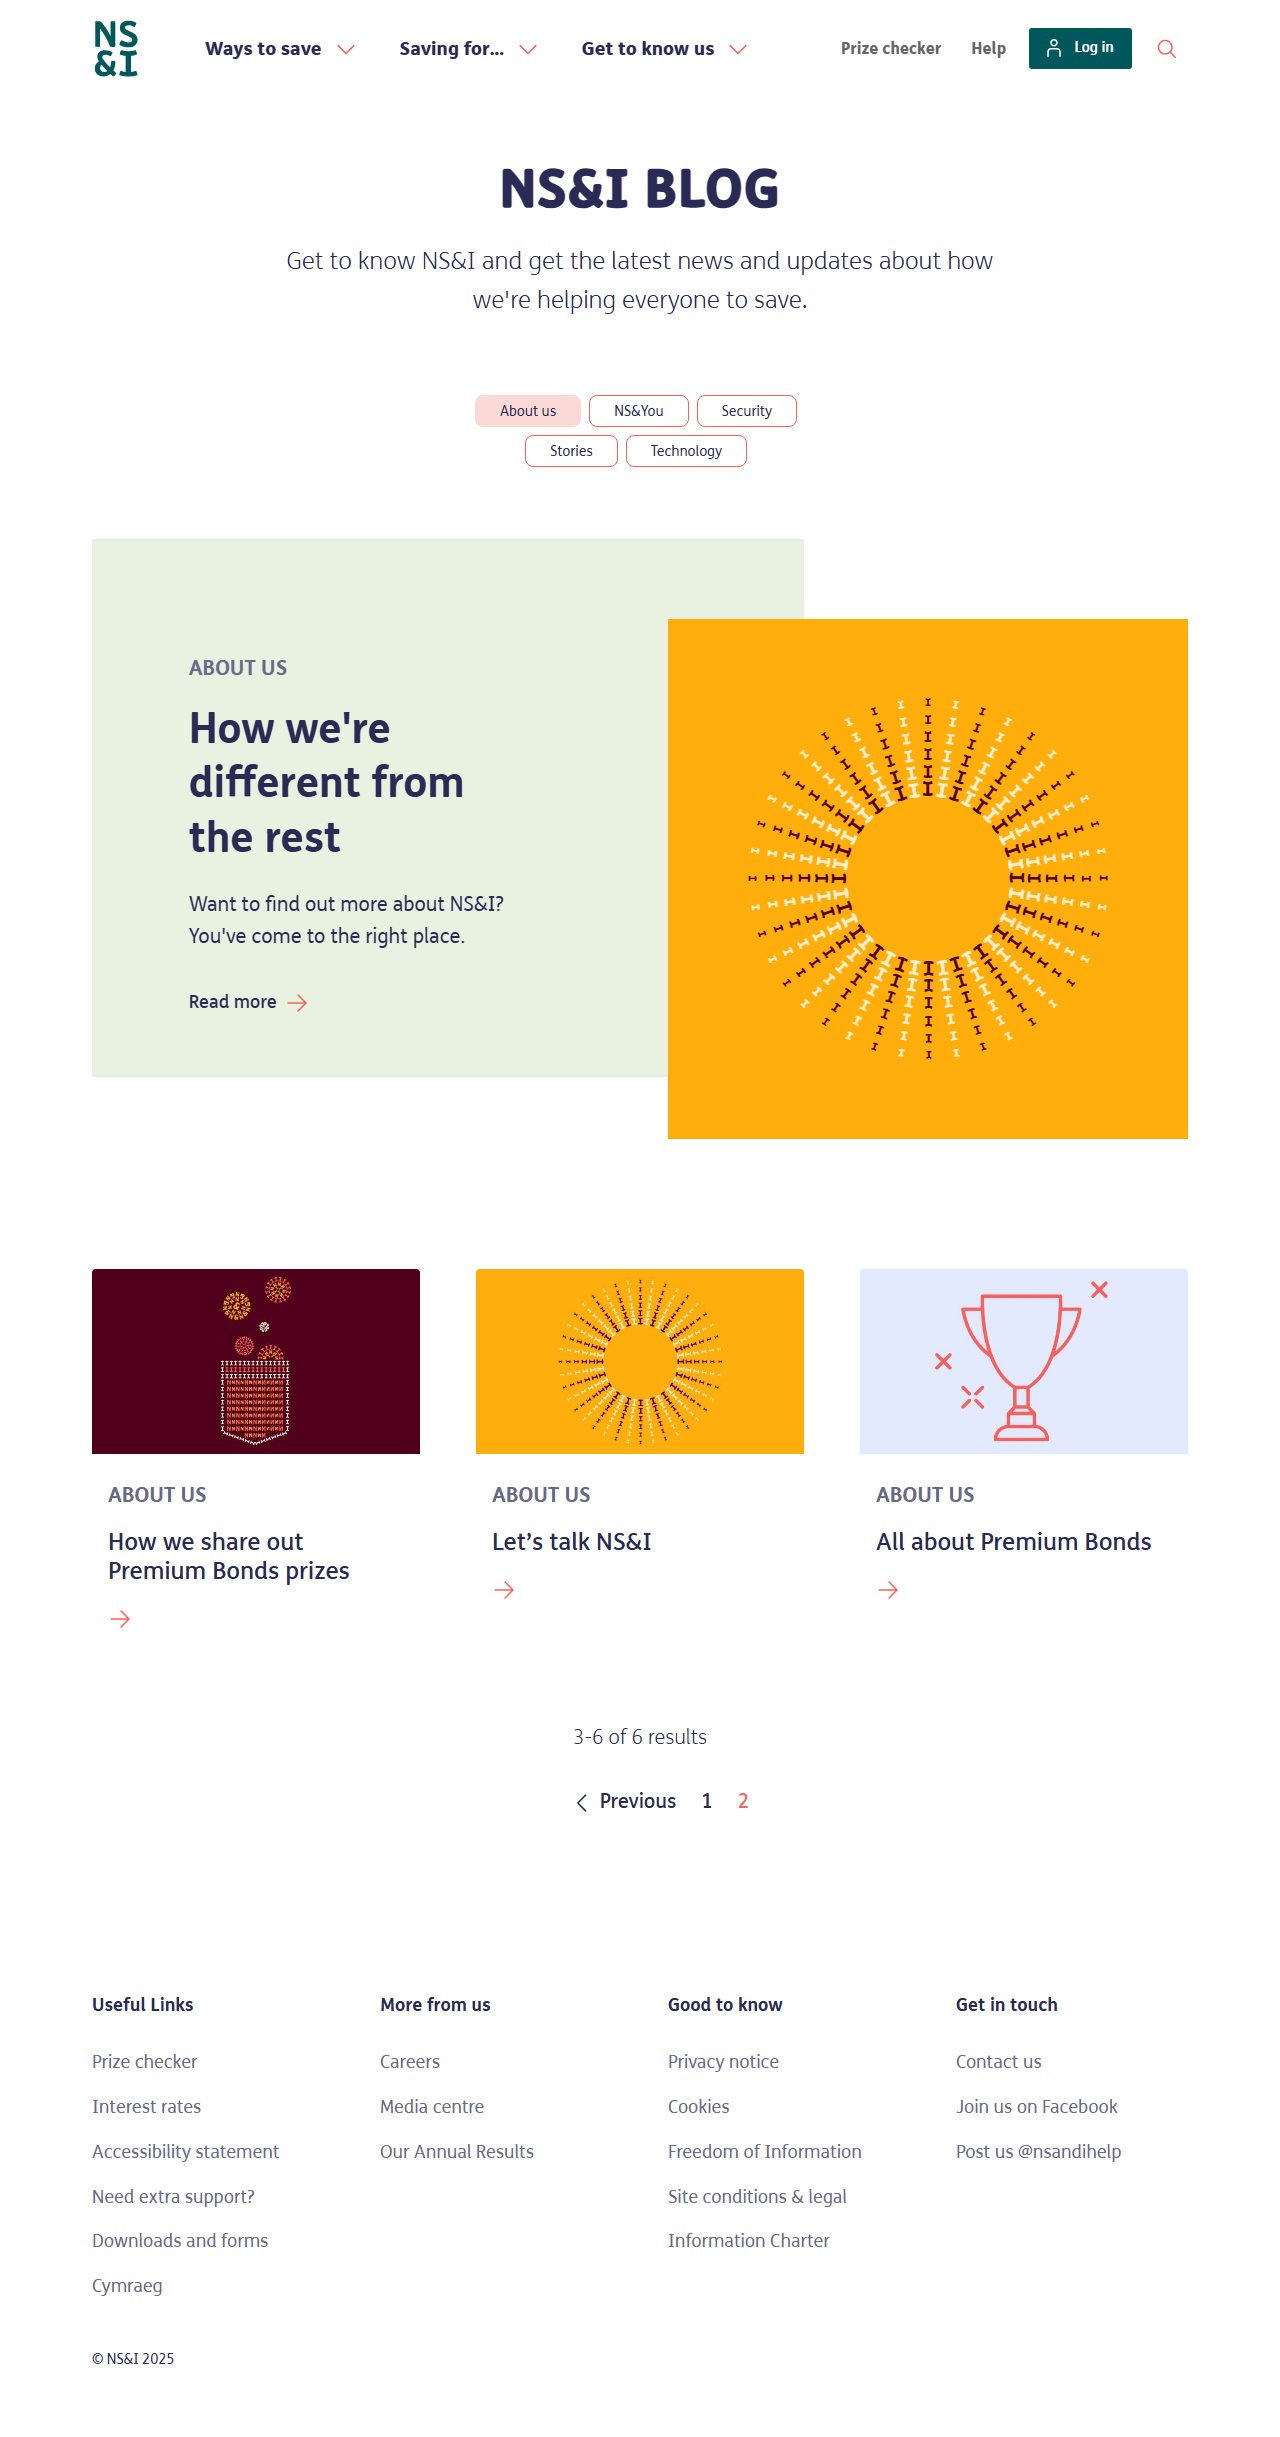 NS
&I
Ways to save
Saving for...
Get to know us
Prize checker
Help
Log in
NS&I BLOG
Get to know NS&I and get the latest news and updates about how
we're helping everyone to save.
About us
NS&You
Security
Stories
Technology
ABOUT US
How we're
different from
the rest
Want to find out more about NS&I?
You've come to the right place.
Read more
ABOUT US
How we share out
Premium Bonds prizes
ABOUT US
Let’s talk NS&I
ABOUT US
All about Premium Bonds
3-6 of 6 results
Previous 1 2
Useful Links
Prize checker
Interest rates
Accessibility statement
Need extra support?
Downloads and forms
Cymraeg
More from us
Careers
Media centre
Our Annual Results
Good to know
Privacy notice
Cookies
Freedom of Information
Site conditions & legal
Information Charter
Get in touch
Contact us
Join us on Facebook
Post us @nsandihelp
© NS&I 2025